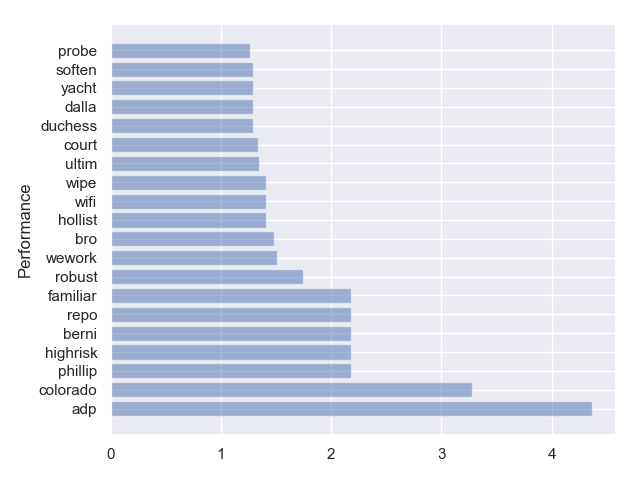 probe
soften
yacht
dalla
duchess
court
ultim
wipe
wifi
hollist
bro
wework
robust
familiar
repo
berni
highrisk
phillip
colorado
adp
Performance
0 1 2 3 4